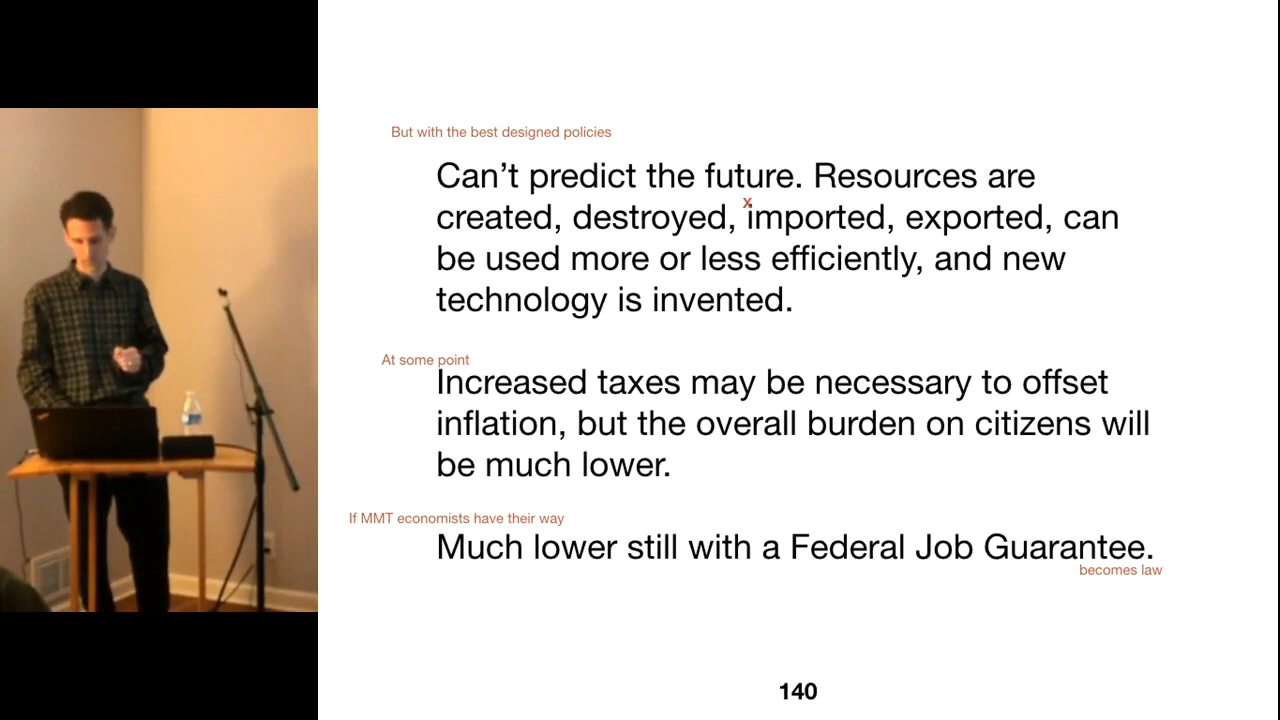 But with the best designed policies
Can’t predict the future. Resources are
x
created, destroyed, imported, exported, can
be used more or less efficiently, and new
technology is invented.
At some point
Increased taxes may be necessary to offset
inflation, but the overall burden on citizens will
be much lower.
If MMT economists have their way
Much lower still with a Federal Job Guarantee.
becomes law
140